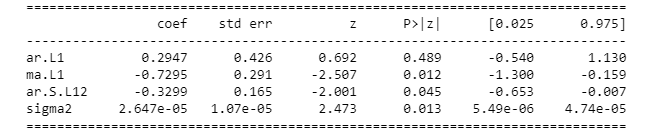 ==============================================================================
                 coef    std err          z      P>|z|      [0.025      0.975]
------------------------------------------------------------------------------
ar.L1          0.2947      0.426      0.692      0.489      -0.540       1.130
ma.L1         -0.7295      0.291     -2.507      0.012      -1.300      -0.159
ar.S.L12      -0.3299      0.165     -2.001      0.045      -0.653      -0.007
sigma2      2.647e-05   1.07e-05      2.473      0.013    5.49e-06    4.74e-05
==============================================================================